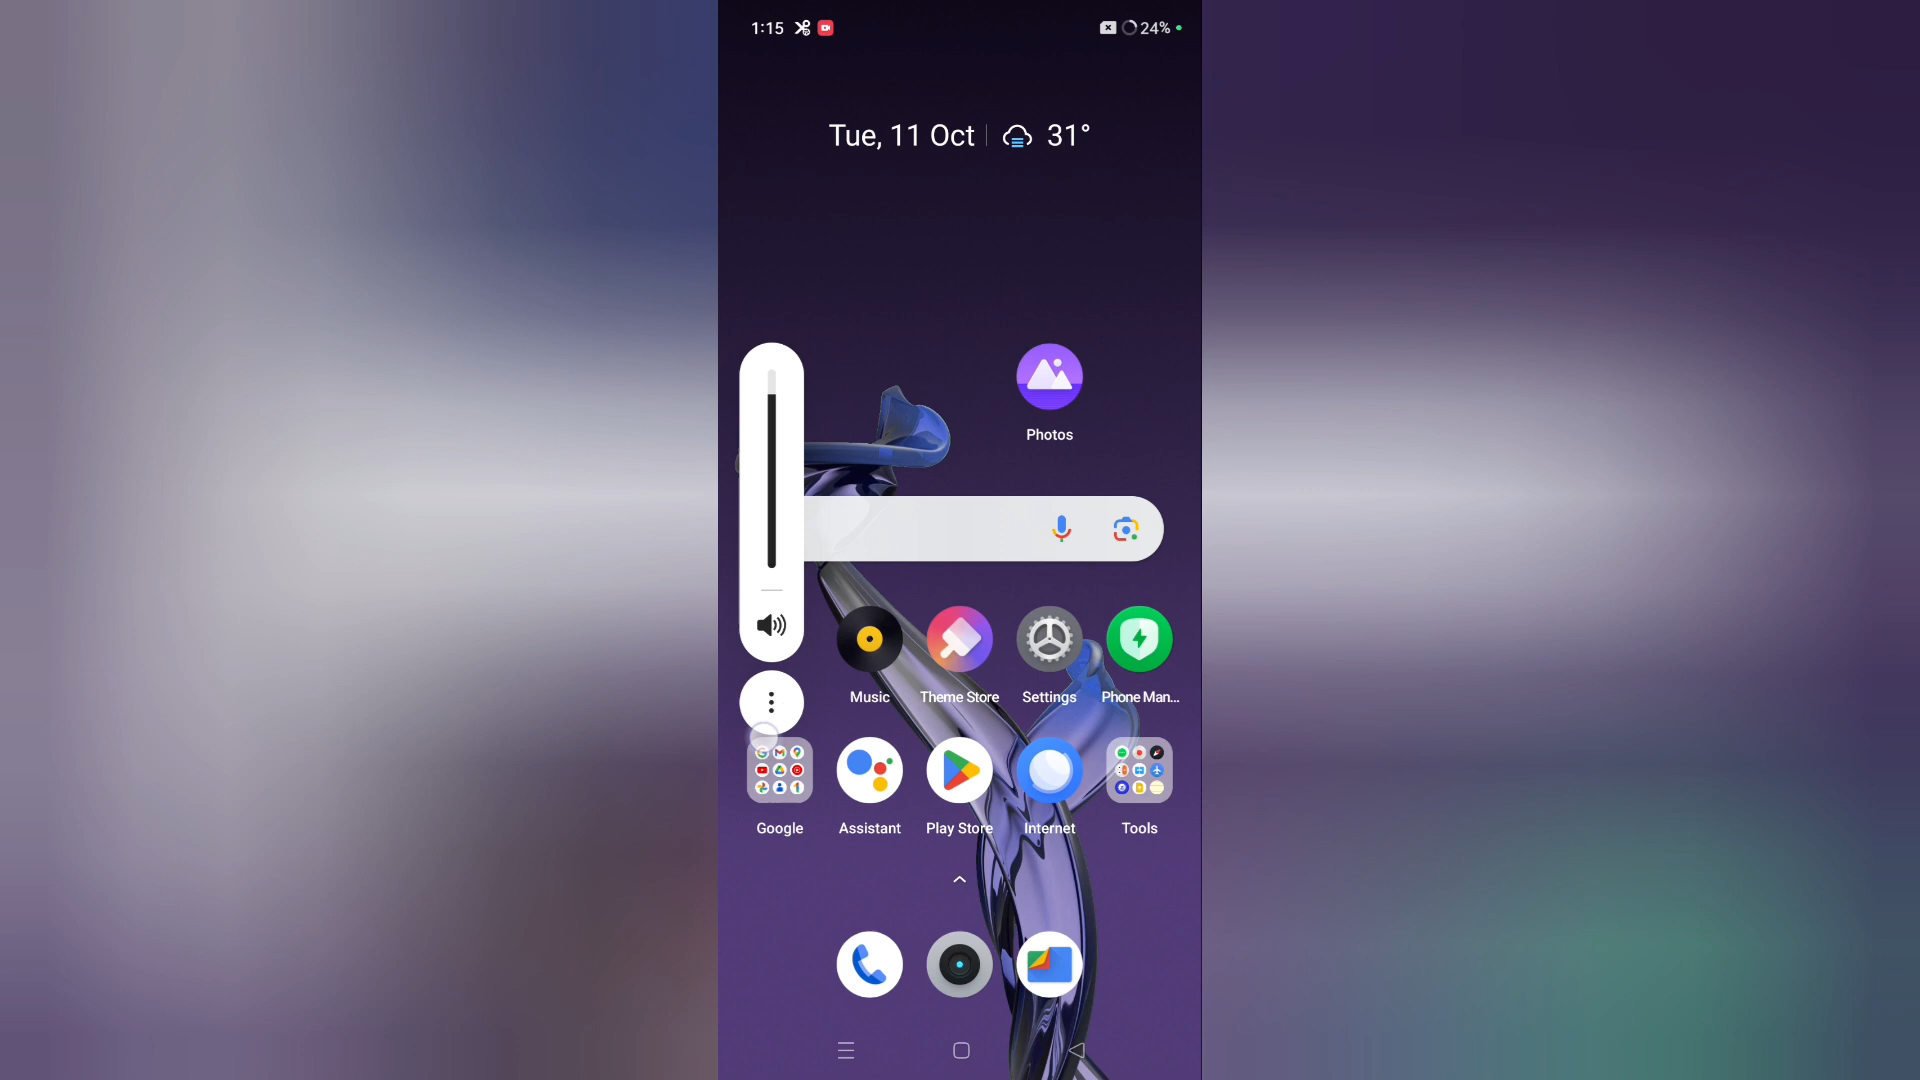 1:15
24%
Tue, 11 Oct
31°
Photos
Music
Theme Store
Settings
Phone Man...
Google
Assistant
Play Store
Internet
Tools